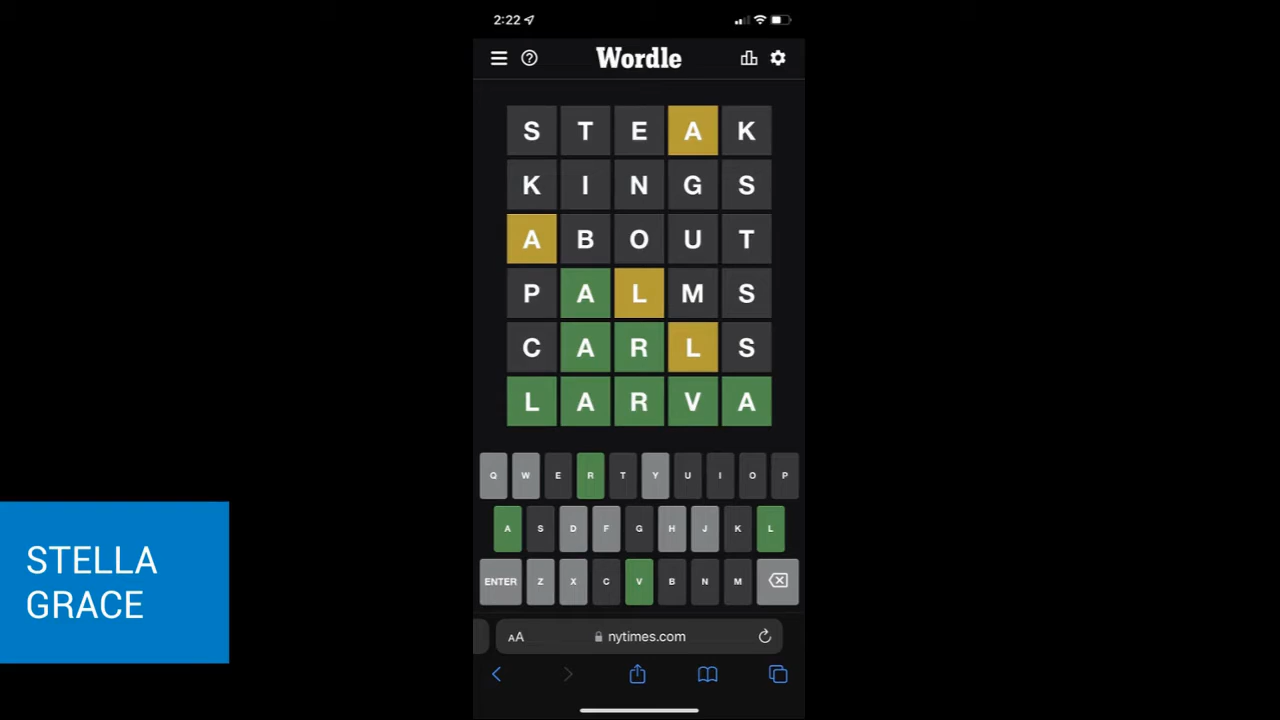 2:22
Wordle
S T E A K
K I N G S
A B O U T
P A L M S
C A R L S
L A R V A
Q W E R T Y U I O P
A S D F G H J K L
ENTER Z X C V B N M
STELLA
GRACE
AA nytimes.com